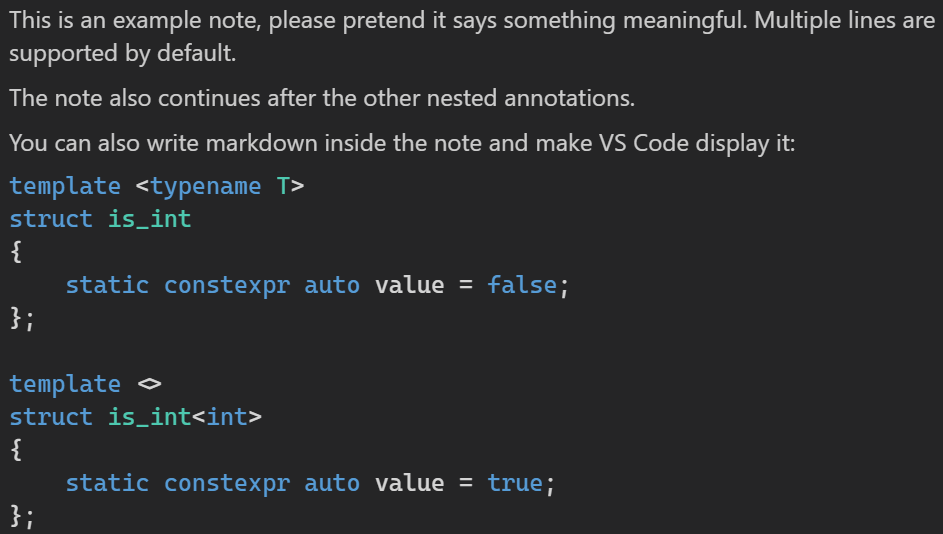 This is an example note, please pretend it says something meaningful. Multiple lines are
supported by default.
The note also continues after the other nested annotations.
You can also write markdown inside the note and make VS Code display it:
template <typename T>
struct is_int
{
    static constexpr auto value = false;
};

template <>
struct is_int<int>
{
    static constexpr auto value = true;
};